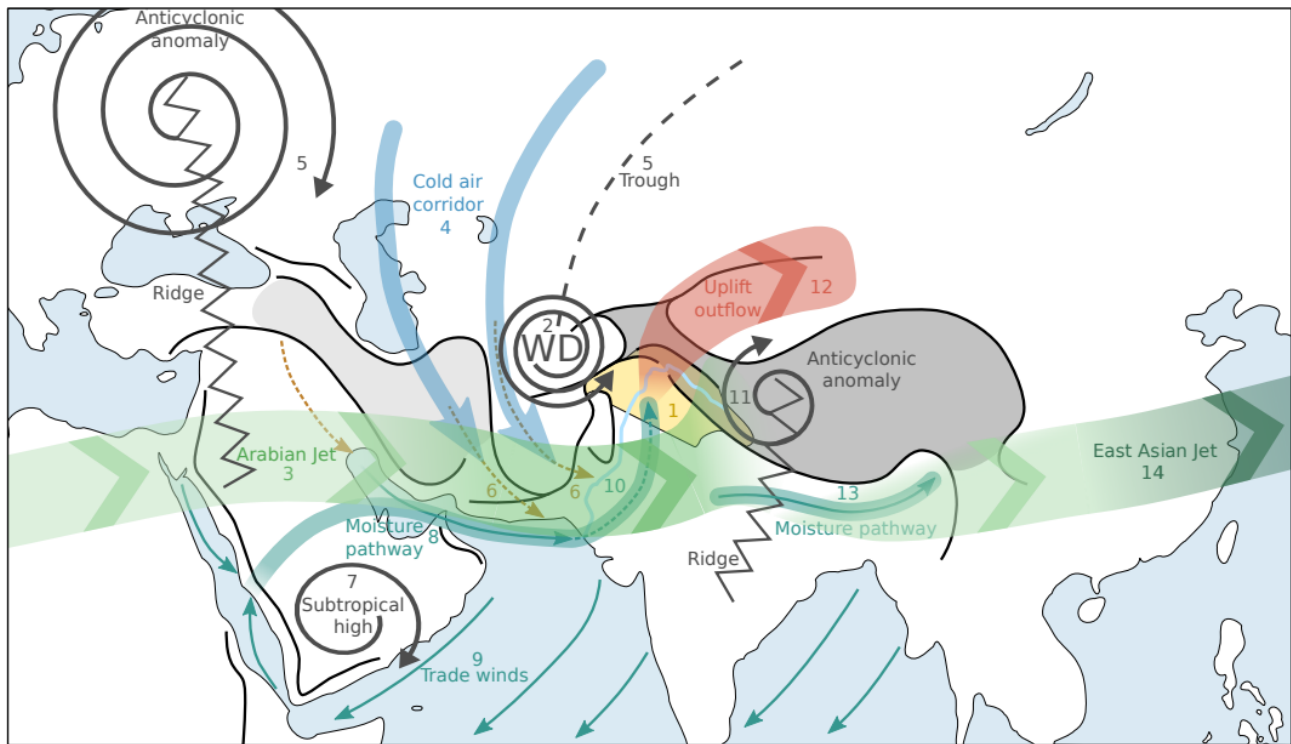 Anticyclonic
anomaly
5
Cold air
corridor
4
5
Trough
Ridge
2
WD
Uplift
outflow
12
Anticyclonic
anomaly
11
1
Arabian Jet
3
6
6
10
East Asian Jet
14
13
Moisture pathway
Moisture
pathway
8
Ridge
7
Subtropical
high
9
Trade winds